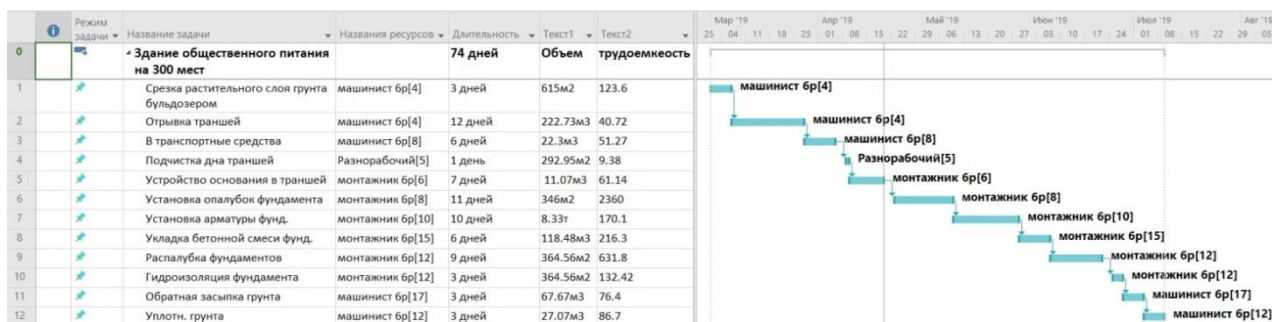 Режим задачи Название задачи Названия ресурсов Длительность Текст1 Текст2
Мар '19 Апр '19 Май '19 Июн '19 Июл '19 Авг '19
25 04 11 18 25 01 08 15 22 29 06 13 20 27 03 10 17 24 01 08 15 22 29 05
0 Здание общественного питания на 300 мест 74 дней Объем трудоемкость
1 Срезка растительного слоя грунта бульдозером машинист 6р[4] 3 дней 615м2 123.6 машинист 6р[4]
2 Отрывка траншей машинист 6р[4] 12 дней 222.73м3 40.72 машинист 6р[4]
3 В транспортные средства машинист 6р[8] 6 дней 22.3м3 51.27 машинист 6р[8]
4 Подчистка дна траншей Разнорабочий[5] 1 день 292.95м2 9.38 Разнорабочий[5]
5 Устройство основания в траншей монтажник 6р[6] 7 дней 11.07м3 61.14 монтажник 6р[6]
6 Установка опалубок фундамента монтажник 6р[8] 11 дней 346м2 2360 монтажник 6р[8]
7 Установка арматуры фунд. монтажник 6р[10] 10 дней 8.33т 170.1 монтажник 6р[10]
8 Укладка бетонной смеси фунд. монтажник 6р[15] 6 дней 118.48м3 216.3 монтажник 6р[15]
9 Распалубка фундаментов монтажник 6р[12] 9 дней 364.56м2 631.8 монтажник 6р[12]
10 Гидроизоляция фундамента монтажник 6р[12] 3 дней 364.56м2 132.42 монтажник 6р[12]
11 Обратная засыпка грунта машинист 6р[17] 3 дней 67.67м3 76.4 машинист 6р[17]
12 Уплотн. грунта машинист 6р[12] 3 дней 27.07м3 86.7 машинист 6р[12]